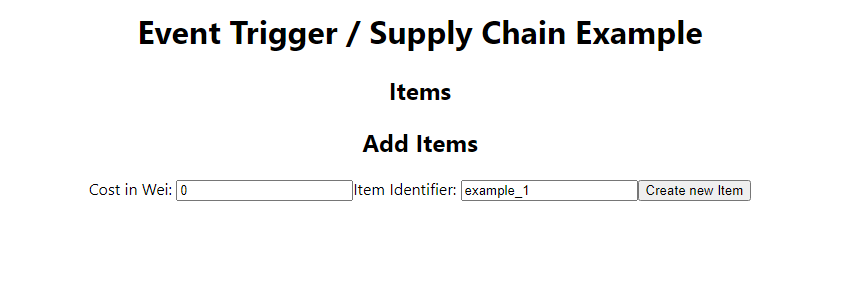 Event Trigger / Supply Chain Example
Items
Add Items
Cost in Wei: 0 Item Identifier: example_1 Create new Item